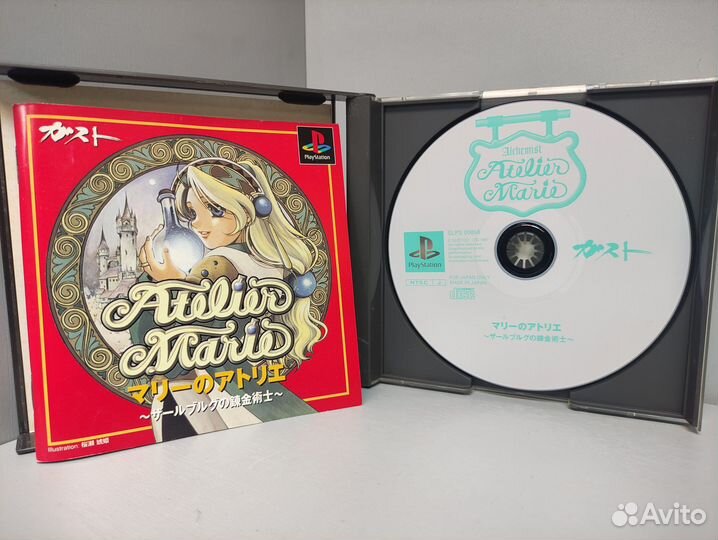 ガスト
PlayStation
Atelier
Marie
マリーのアトリエ
〜ザールブルグの錬金術士〜
Illustration: 桜瀬 琥姫
Alchemist
Atelier
Marie
PlayStation
NTSC J
FOR JAPAN ONLY
MADE IN JAPAN
ガスト
マリーのアトリエ
〜ザールブルグの錬金術士〜
Avito